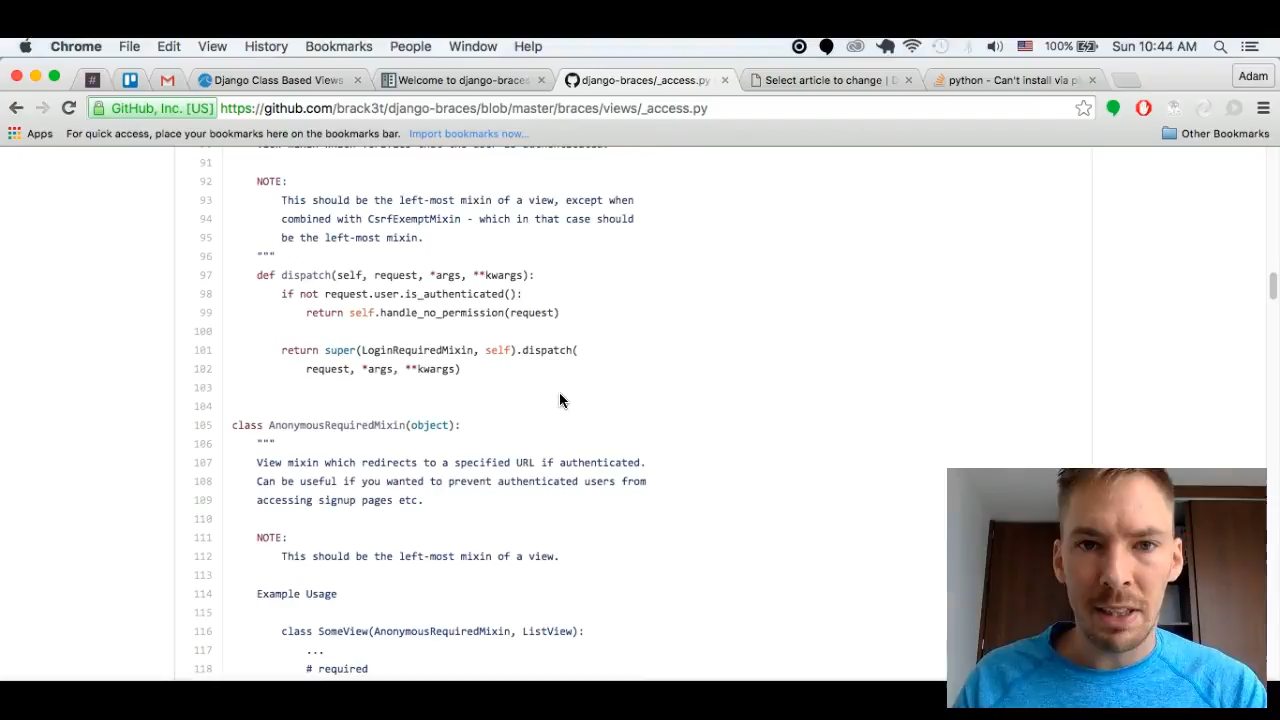 Chrome File Edit View History Bookmarks People Window Help 100% Sun 10:44 AM
Django Class Based Views × Welcome to django-braces × django-braces/_access.py × Select article to change | D × python - Can't install via p × Adam
GitHub, Inc. [US] https://github.com/brack3t/django-braces/blob/master/braces/views/_access.py
Apps For quick access, place your bookmarks here on the bookmarks bar. Import bookmarks now... Other Bookmarks
91
92 NOTE:
93 This should be the left-most mixin of a view, except when
94 combined with CsrfExemptMixin - which in that case should
95 be the left-most mixin.
96 """
97 def dispatch(self, request, *args, **kwargs):
98 if not request.user.is_authenticated():
99 return self.handle_no_permission(request)
100
101 return super(LoginRequiredMixin, self).dispatch(
102 request, *args, **kwargs)
103
104
105 class AnonymousRequiredMixin(object):
106 """
107 View mixin which redirects to a specified URL if authenticated.
108 Can be useful if you wanted to prevent authenticated users from
109 accessing signup pages etc.
110
111 NOTE:
112 This should be the left-most mixin of a view.
113
114 Example Usage
115
116 class SomeView(AnonymousRequiredMixin, ListView):
117 ...
118 # required